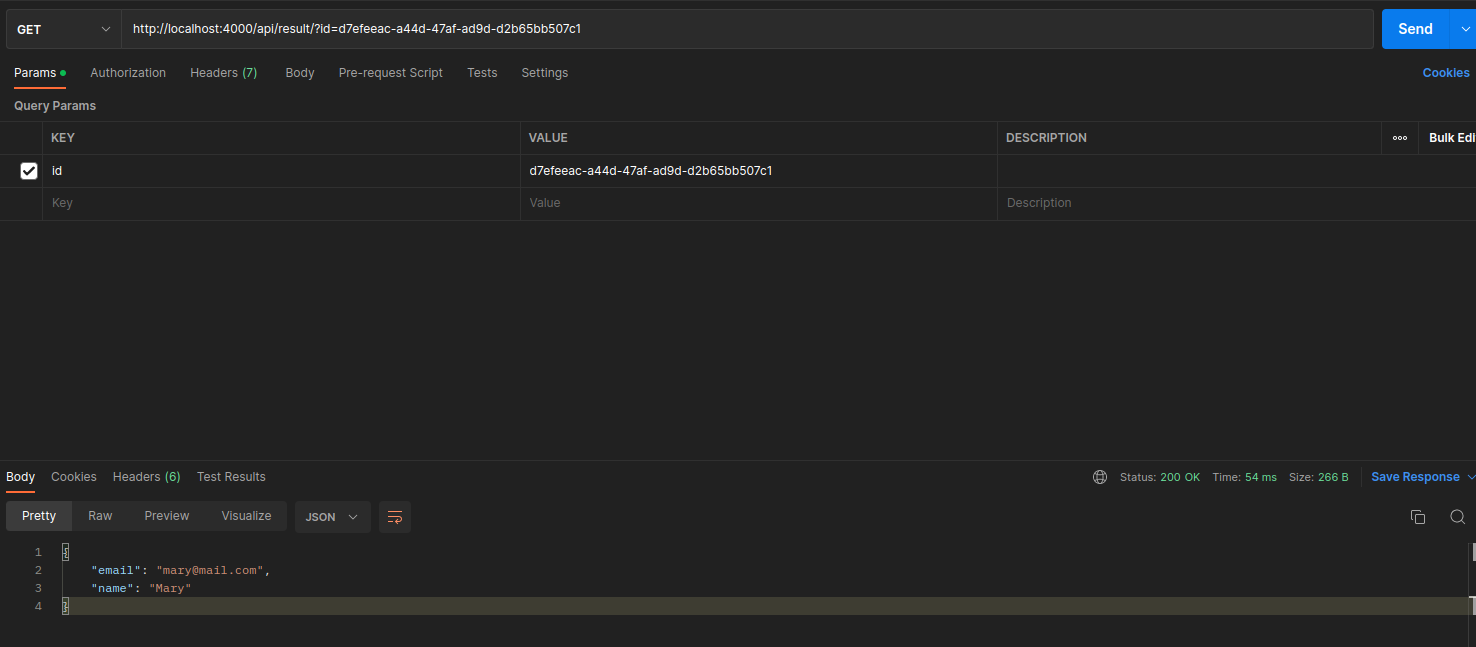 GET http://localhost:4000/api/result/?id=d7efeeac-a44d-47af-ad9d-d2b65bb507c1 Send
Params Authorization Headers (7) Body Pre-request Script Tests Settings Cookies
Query Params
KEY VALUE DESCRIPTION Bulk Edi
id d7efeeac-a44d-47af-ad9d-d2b65bb507c1
Key Value Description
Body Cookies Headers (6) Test Results Status: 200 OK Time: 54 ms Size: 266 B Save Response
Pretty Raw Preview Visualize JSON
1 {
2 "email": "mary@mail.com",
3 "name": "Mary"
4 }